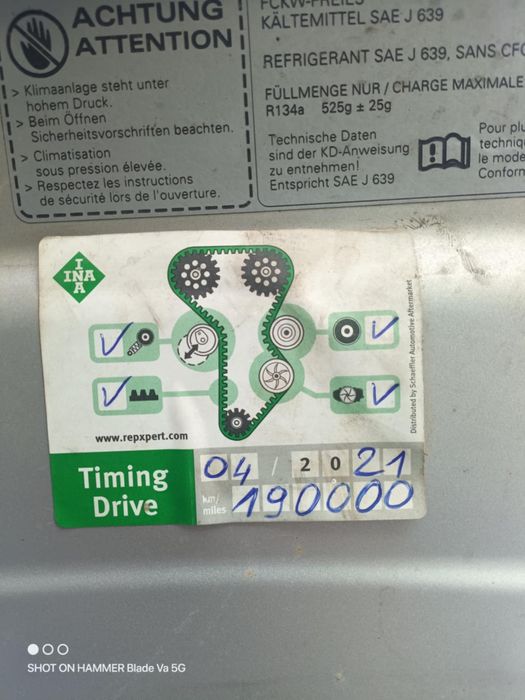 ACHTUNG
ATTENTION
> Klimaanlage steht unter
hohem Druck.
> Beim Öffnen
Sicherheitsvorschriften beachten.
> Climatisation
sous pression élevée.
> Respectez les instructions
de sécurité lors de l'ouverture.
KÄLTEMITTEL SAE J 639
REFRIGERANT SAE J 639, SANS CFC
FÜLLMENGE NUR / CHARGE MAXIMALE
R134a 525g ± 25g
Technische Daten
sind der KD-Anweisung
zu entnehmen!
Entspricht SAE J 639
Pour plu
techniq
le mode
Conform
INA
INA
Distributed by Schaeffler Automotive Aftermarket
www.repxpert.com
Timing
Drive
04 / 2021
km/
miles 190000
SHOT ON HAMMER Blade Va 5G